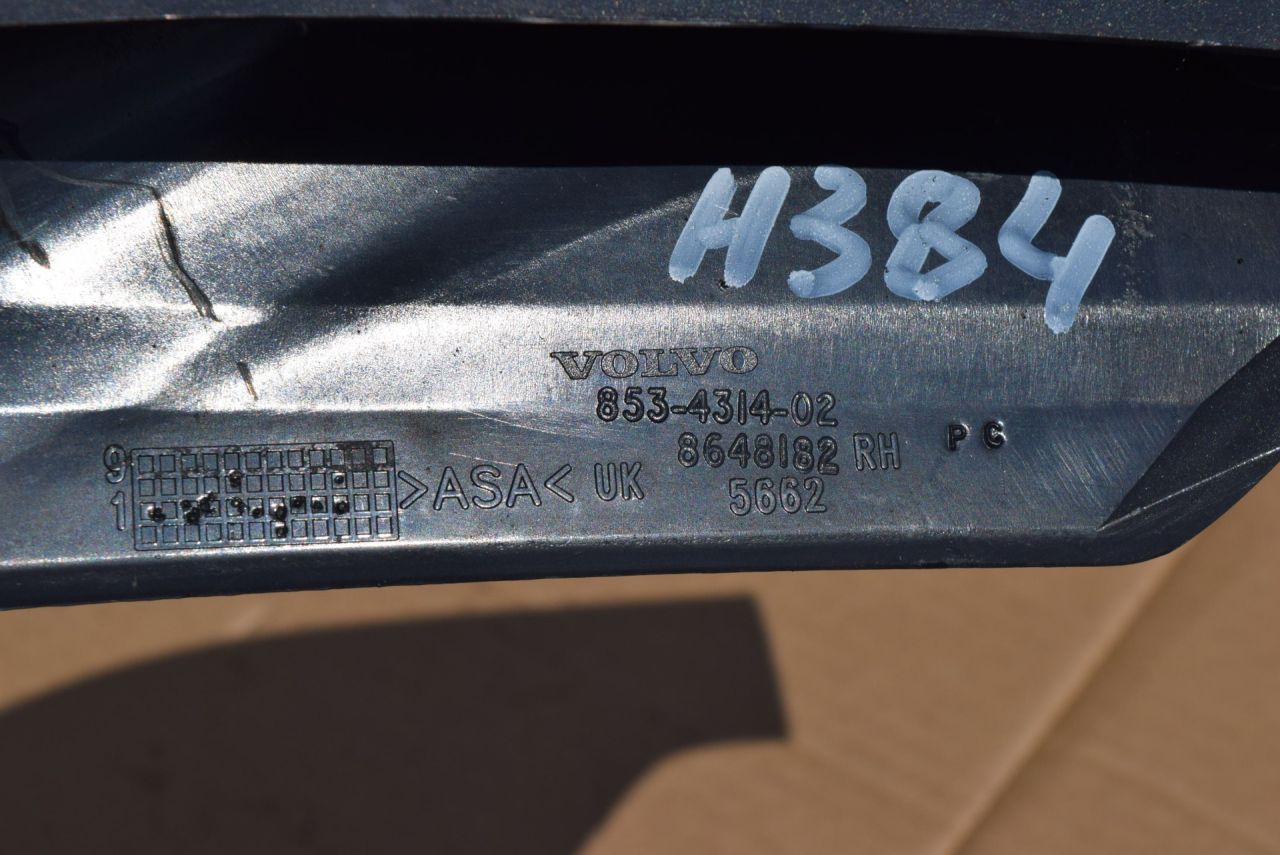 H384
VOLVO
853-4314-02
8648182 RH P C
9
1
>ASA< UK
5662